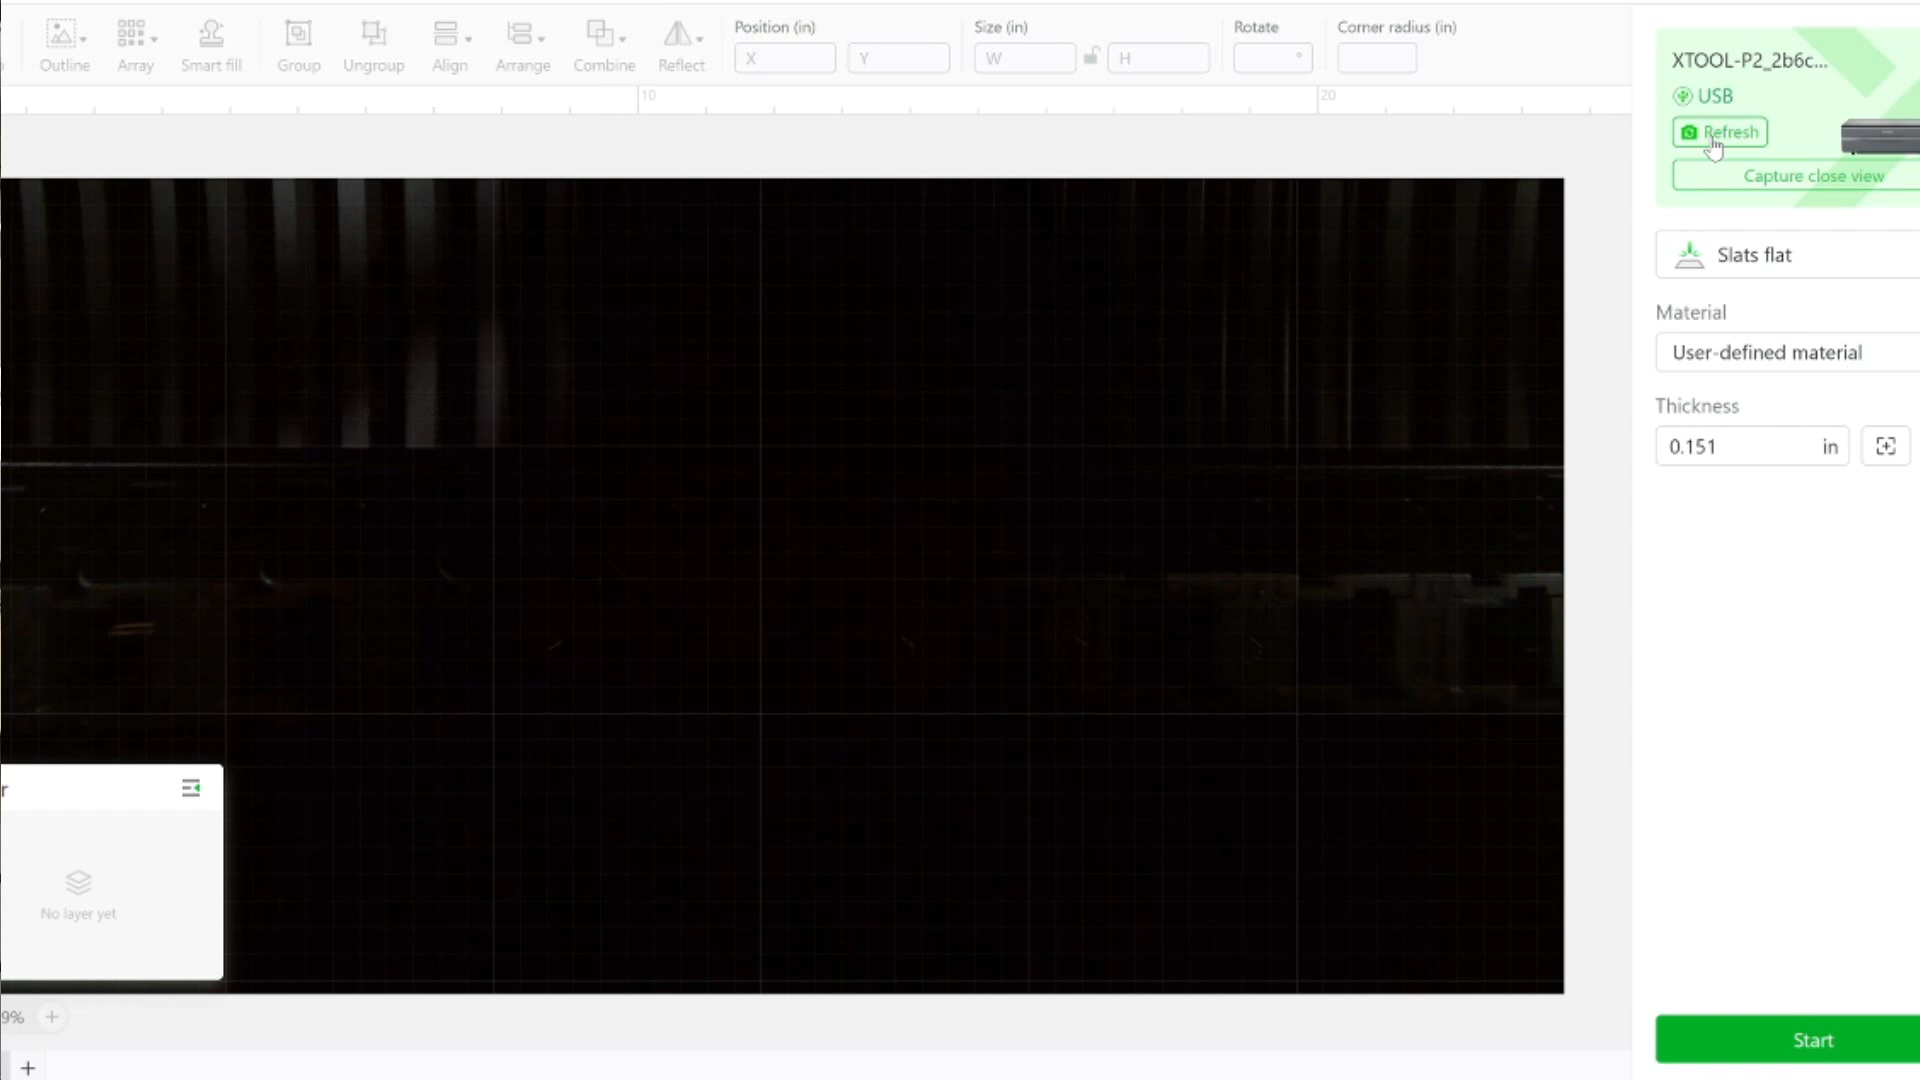 Outline
Array
Smart fill
Group
Ungroup
Align
Arrange
Combine
Reflect
Position (in)
X
Y
Size (in)
W
H
Rotate
°
Corner radius (in)
10
20
XTOOL-P2_2b6c...
USB
Refresh
Capture close view
Slats flat
Material
User-defined material
Thickness
0.151 in
r
No layer yet
9% +
+
Start